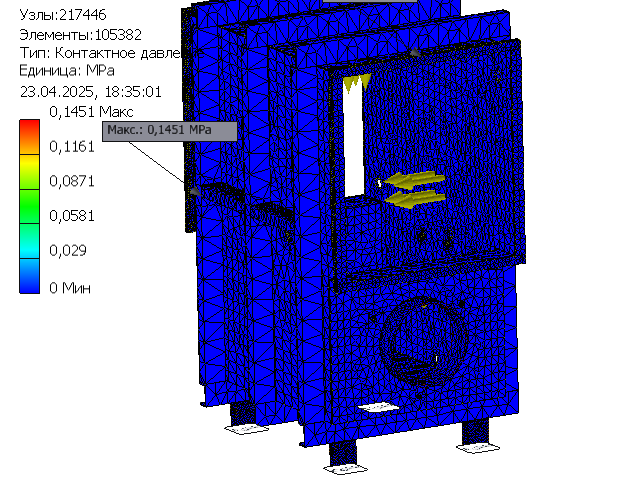 Узлы:217446
Элементы:105382
Тип: Контактное давле
Единица: MPa
23.04.2025, 18:35:01
0,1451 Макс
Макс.: 0,1451 MPa
0,1161
0,0871
0,0581
0,029
0 Мин